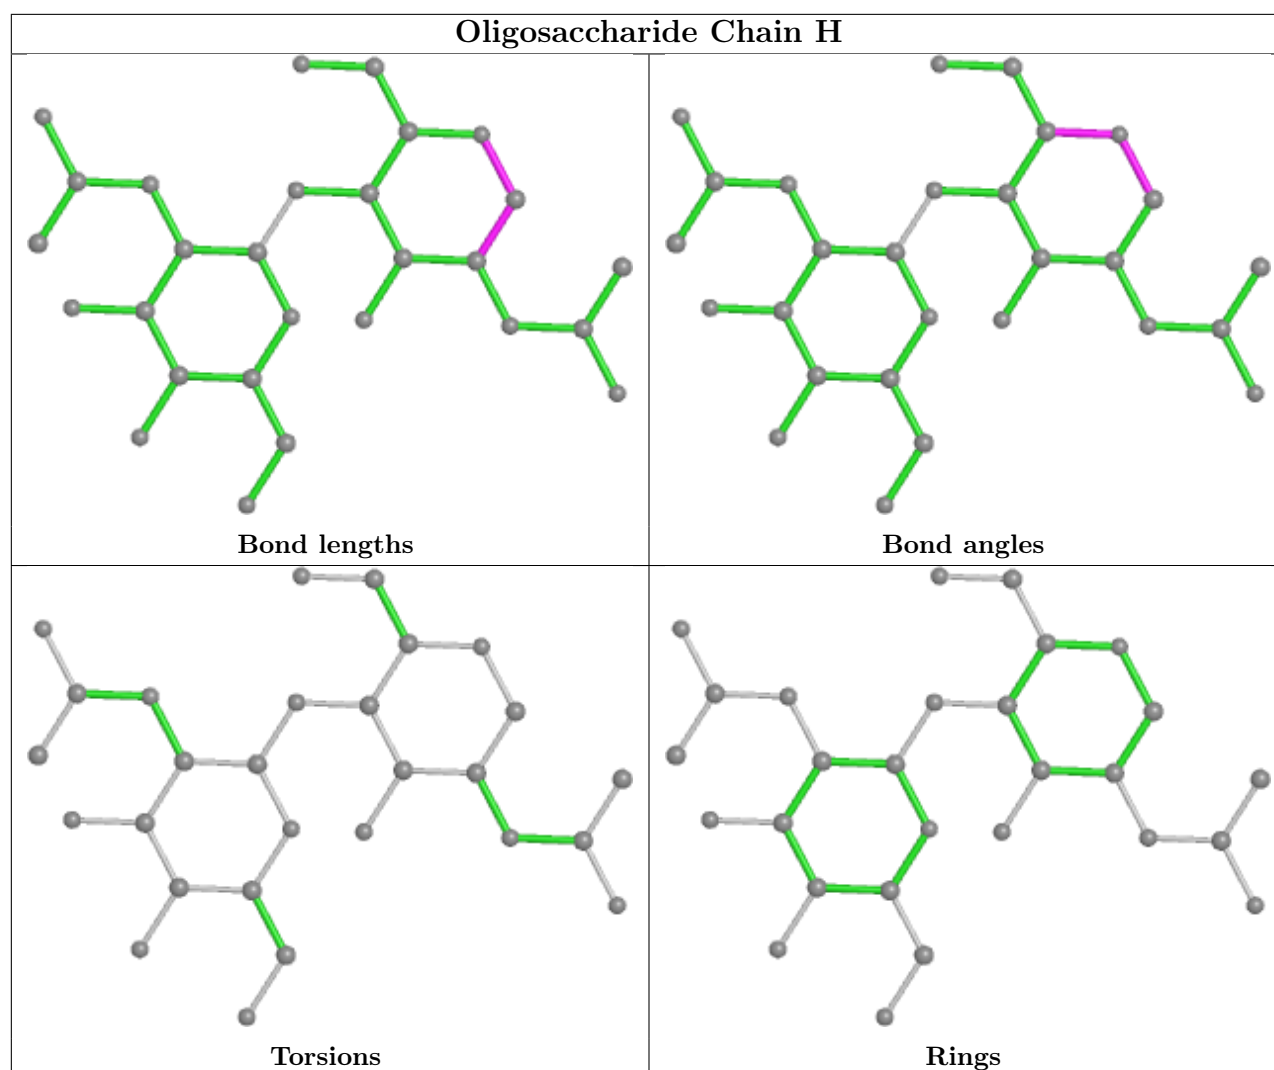 Oligosaccharide Chain H
Bond lengths
Bond angles
Torsions
Rings